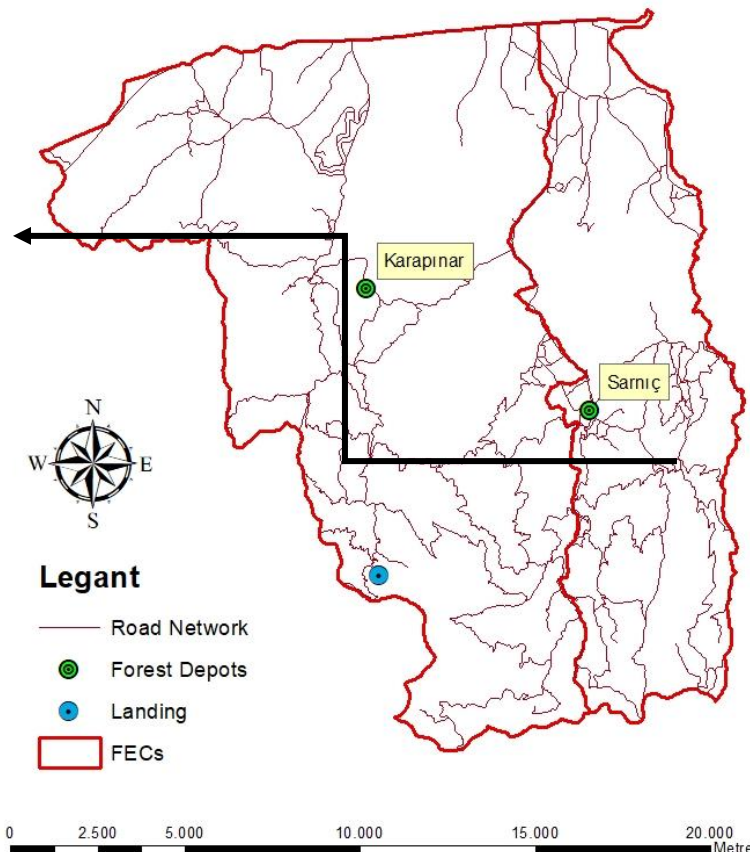 Karapınar
Sarnıç
N
W E
S
Legant
Road Network
Forest Depots
Landing
FECs
0 2.500 5.000 10.000 15.000 20.000
Metre